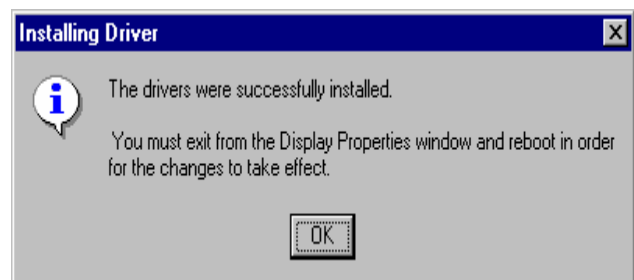 Installing Driver
The drivers were successfully installed.
You must exit from the Display Properties window and reboot in order
for the changes to take effect.
OK